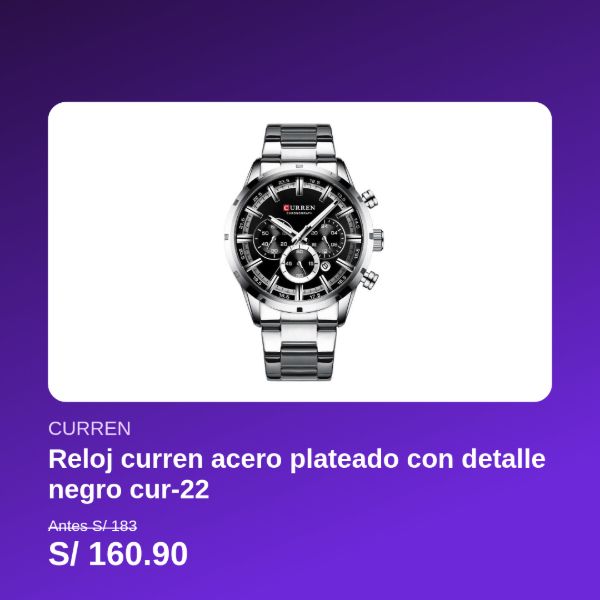 CURREN
CHRONOGRAPH
CURREN
Reloj curren acero plateado con detalle
negro cur-22
Antes S/ 183
S/ 160.90